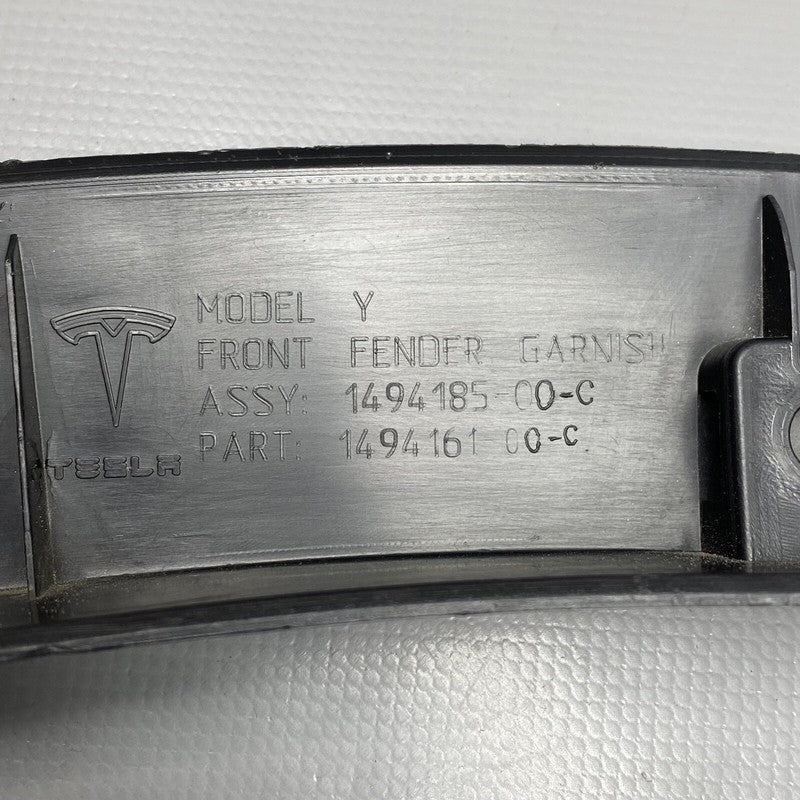 MODEL Y
FRONT FENDER GARNISH
ASSY: 1494185-00-C
PART: 1494161 00-C
TESLA